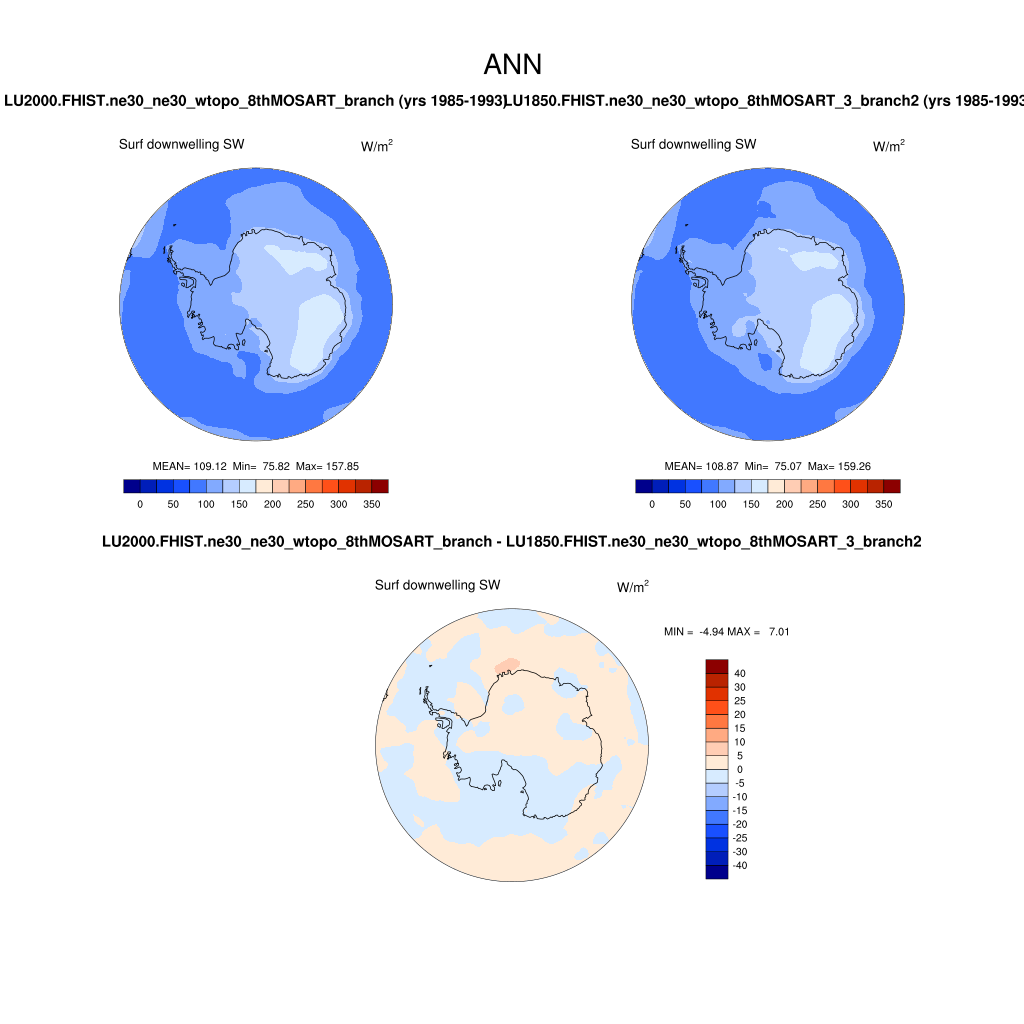 ANN
LU2000.FHIST.ne30_ne30_wtopo_8thMOSART_branch (yrs 1985-1993)
LU1850.FHIST.ne30_ne30_wtopo_8thMOSART_3_branch2 (yrs 1985-1993
Surf downwelling SW W/m²
Surf downwelling SW W/m²
MEAN= 109.12 Min= 75.82 Max= 157.85
MEAN= 108.87 Min= 75.07 Max= 159.26
0 50 100 150 200 250 300 350
0 50 100 150 200 250 300 350
LU2000.FHIST.ne30_ne30_wtopo_8thMOSART_branch - LU1850.FHIST.ne30_ne30_wtopo_8thMOSART_3_branch2
Surf downwelling SW W/m²
MIN = -4.94 MAX = 7.01
40
30
25
20
15
10
5
0
-5
-10
-15
-20
-25
-30
-40